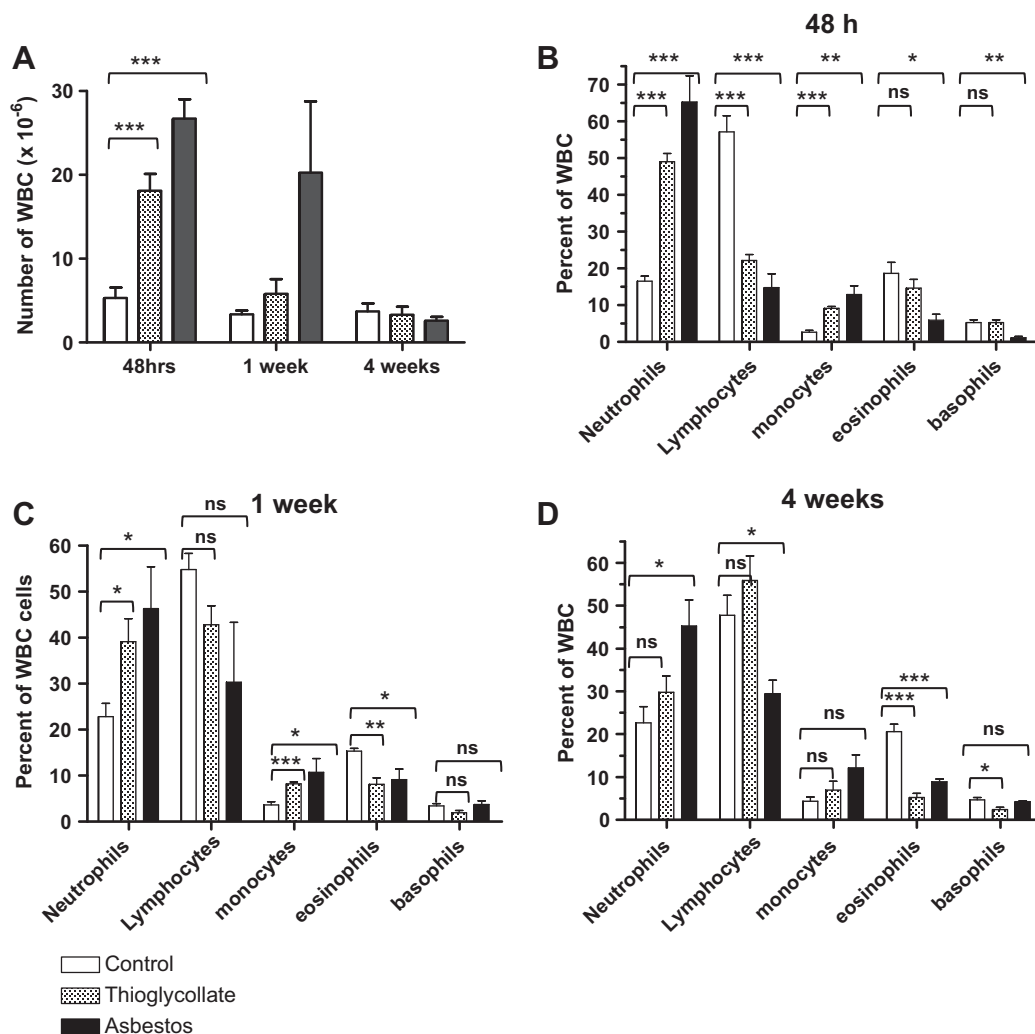 A
***
***
Number of WBC (x 10-6)
30
20
10
0
48hrs 1 week 4 weeks
48 h
B
*** *** ** * **
*** *** *** ns ns
Percent of WBC
70
60
50
40
30
20
10
0
Neutrophils
Lymphocytes
monocytes
eosinophils
basophils
C
1 week
ns
ns
*
*
*
***
*
**
ns
ns
Percent of WBC cells
60
50
40
30
20
10
0
Neutrophils
Lymphocytes
monocytes
eosinophils
basophils
D
4 weeks
*
ns
*
ns
ns
ns
***
***
ns
*
Percent of WBC
60
50
40
30
20
10
0
Neutrophils
Lymphocytes
monocytes
eosinophils
basophils
Control
Thioglycollate
Asbestos